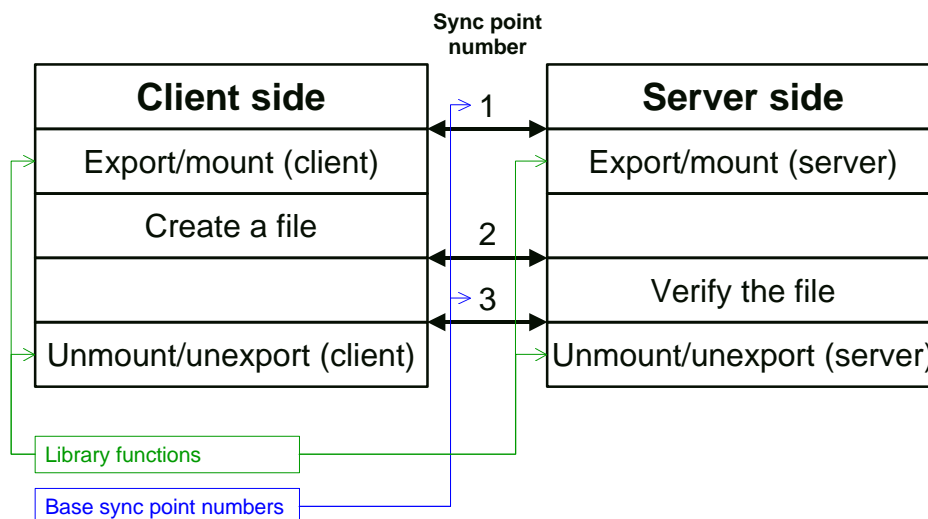 Sync point
number
Client side
1
Server side
Export/mount (client)
Export/mount (server)
Create a file
2
3
Verify the file
Unmount/unexport (client)
Unmount/unexport (server)
Library functions
Base sync point numbers